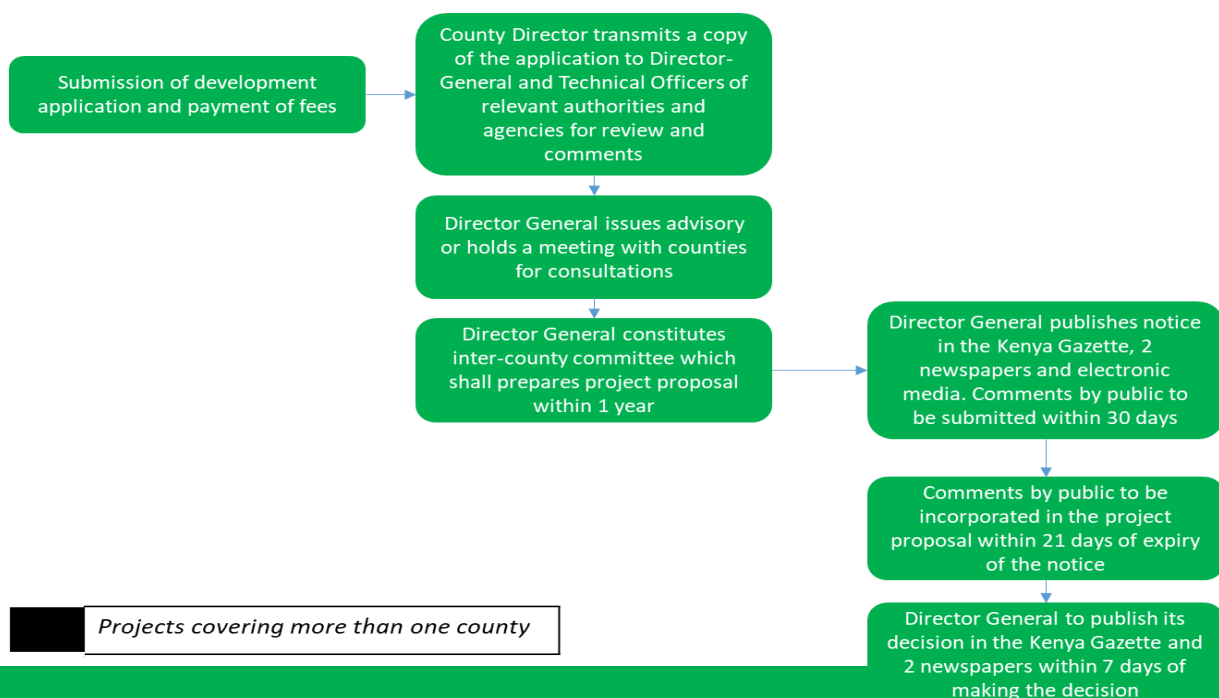 Submission of development
application and payment of fees
County Director transmits a copy
of the application to Director-
General and Technical Officers of
relevant authorities and
agencies for review and
comments
Director General issues advisory
or holds a meeting with counties
for consultations
Director General constitutes
inter-county committee which
shall prepares project proposal
within 1 year
Director General publishes notice
in the Kenya Gazette, 2
newspapers and electronic
media. Comments by public to
be submitted within 30 days
Comments by public to be
incorporated in the project
proposal within 21 days of expiry
of the notice
Director General to publish its
decision in the Kenya Gazette and
2 newspapers within 7 days of
making the decision
Projects covering more than one county